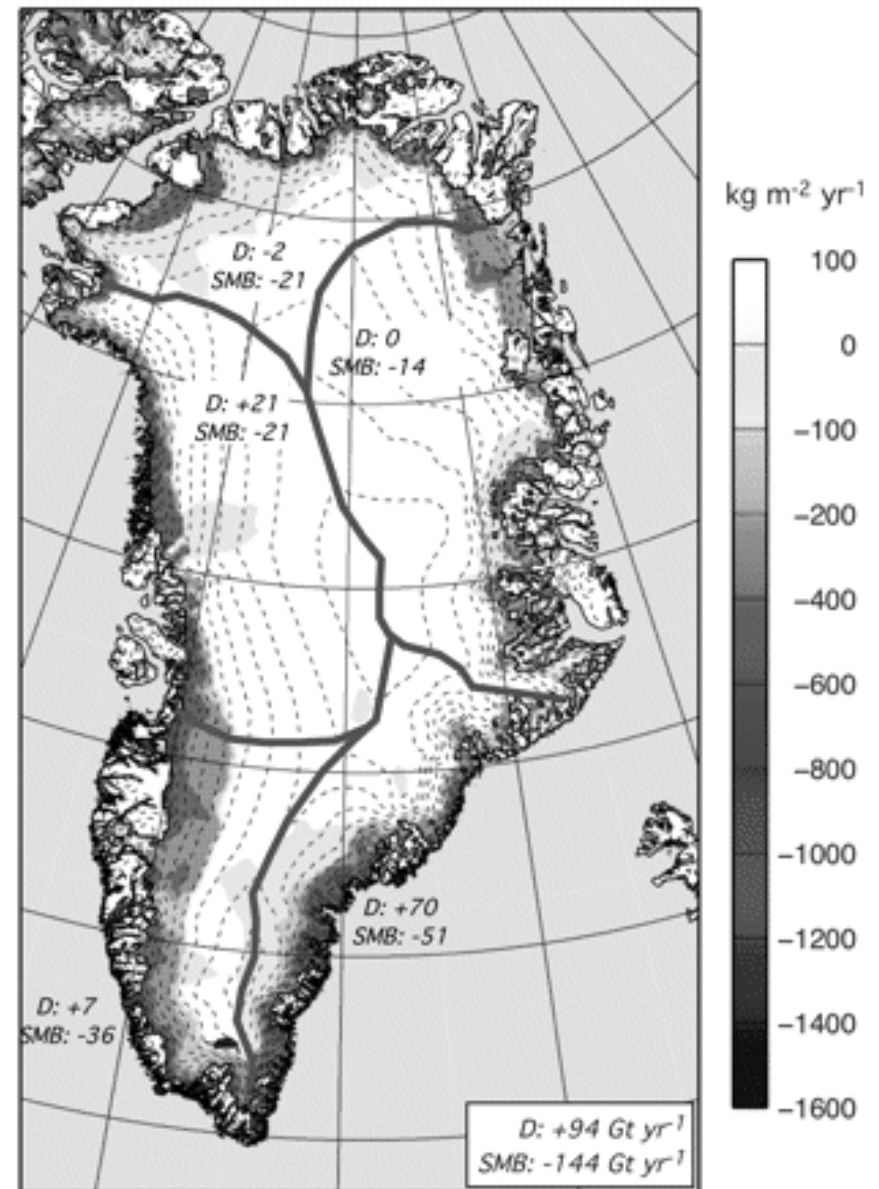 kg m-2 yr-1
100
0
-100
-200
-400
-600
-800
-1000
-1200
-1400
-1600
D: -2
SMB: -21
D: 0
SMB: -14
D: +21
SMB: -21
D: +70
SMB: -51
D: +7
SMB: -36
D: +94 Gt yr-1
SMB: -144 Gt yr-1